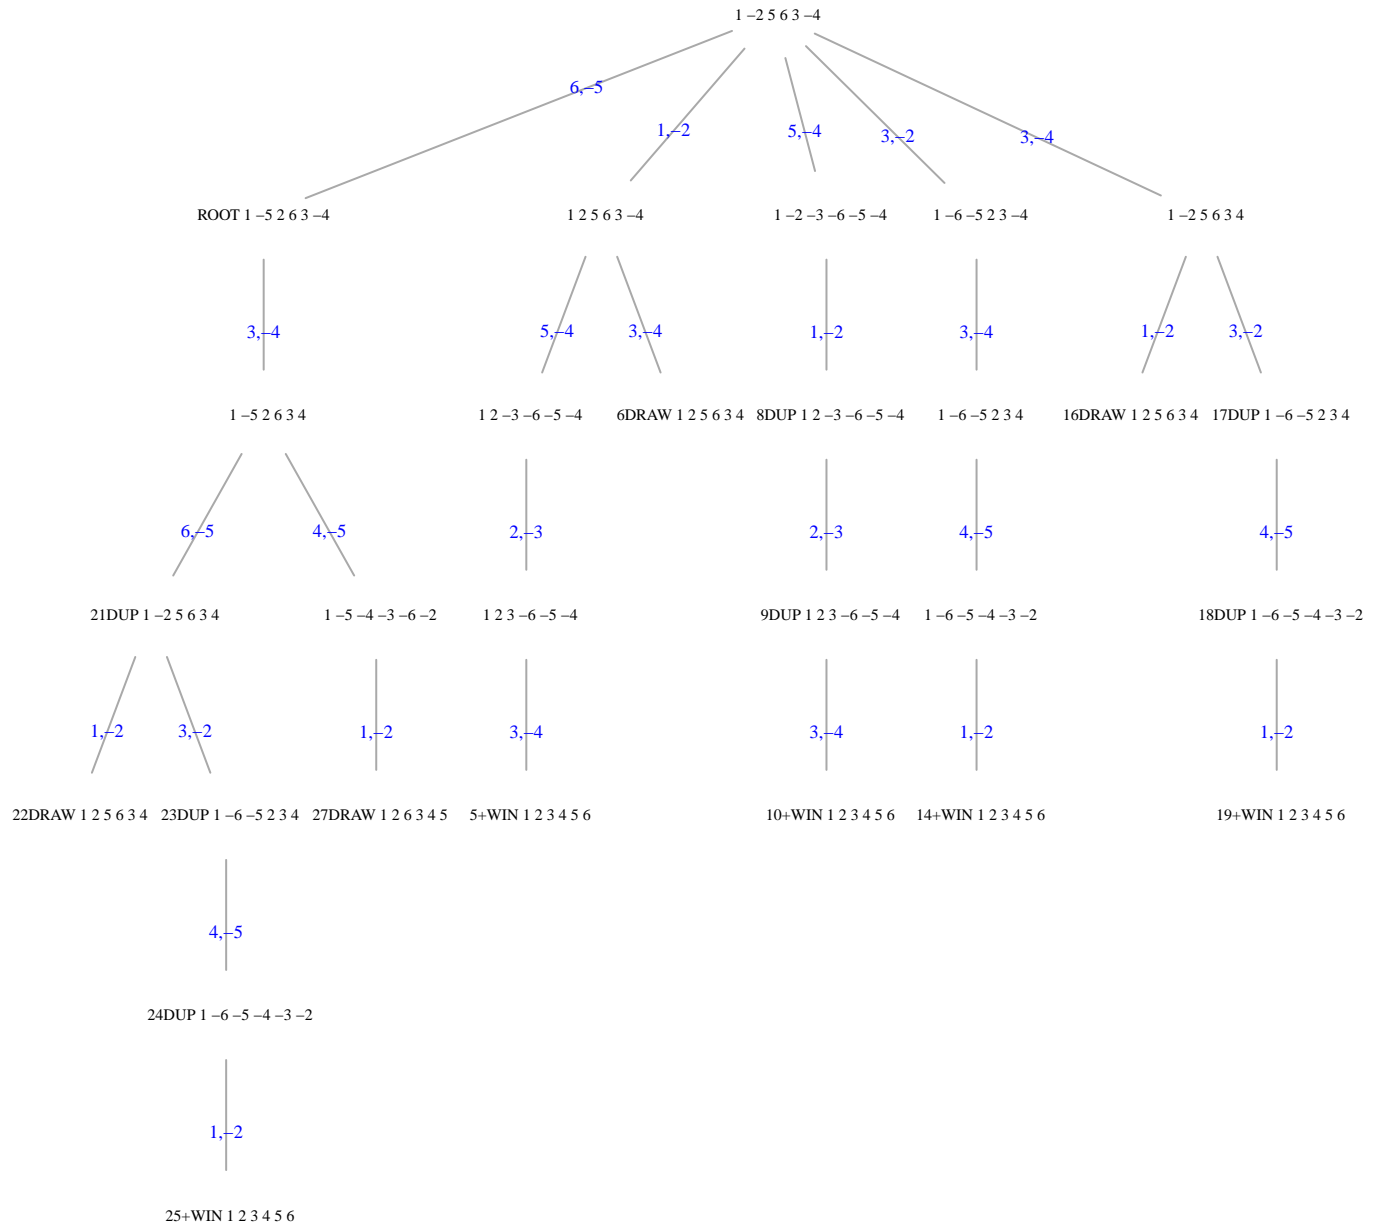 1 –2 5 6 3 –4
6,–5
1,–2
5,–4
3,–2
3,–4
ROOT 1 –5 2 6 3 –4
1 2 5 6 3 –4
1 –2 –3 –6 –5 –4
1 –6 –5 2 3 –4
1 –2 5 6 3 4
3,–4
5,–4
3,–4
1,–2
3,–4
1,–2
3,–2
1 –5 2 6 3 4
1 2 –3 –6 –5 –4
6DRAW 1 2 5 6 3 4
8DUP 1 2 –3 –6 –5 –4
1 –6 –5 2 3 4
16DRAW 1 2 5 6 3 4
17DUP 1 –6 –5 2 3 4
6,–5
4,–5
2,–3
2,–3
4,–5
4,–5
21DUP 1 –2 5 6 3 4
1 –5 –4 –3 –6 –2
1 2 3 –6 –5 –4
9DUP 1 2 3 –6 –5 –4
1 –6 –5 –4 –3 –2
18DUP 1 –6 –5 –4 –3 –2
1,–2
3,–2
1,–2
3,–4
3,–4
1,–2
1,–2
22DRAW 1 2 5 6 3 4
23DUP 1 –6 –5 2 3 4
27DRAW 1 2 6 3 4 5
5+WIN 1 2 3 4 5 6
10+WIN 1 2 3 4 5 6
14+WIN 1 2 3 4 5 6
19+WIN 1 2 3 4 5 6
4,–5
24DUP 1 –6 –5 –4 –3 –2
1,–2
25+WIN 1 2 3 4 5 6